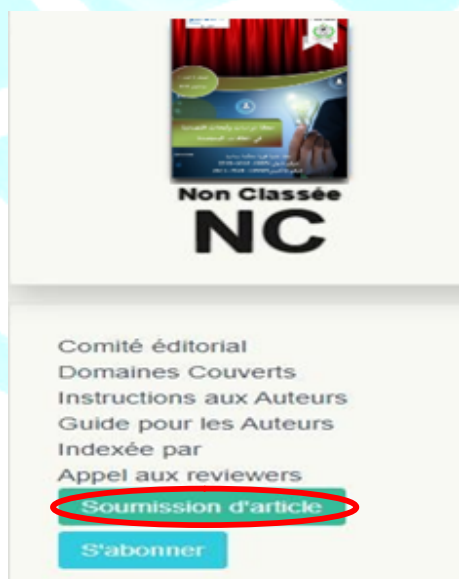 Non Classée
NC
Comité éditorial
Domaines Couverts
Instructions aux Auteurs
Guide pour les Auteurs
Indexée par
Appel aux reviewers
Soumission d'article
S'abonner